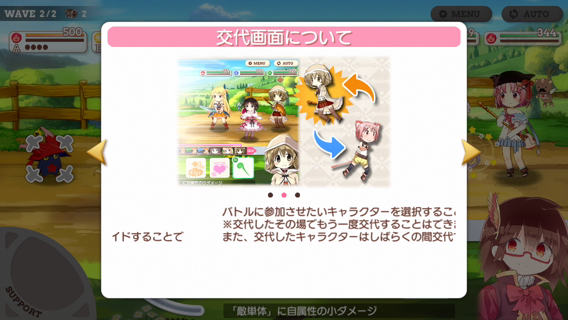 WAVE 2/2
2
500
MENU
AUTO
344
交代画面について
MENU
AUTO
バトルに参加させたいキャラクターを選択するこ
※交代したその場でもう一度交代することはでき
イドすることで
また、交代したキャラクターはしばらくの間交代
SUPPORT
「敵単体」に自属性の小ダメージ